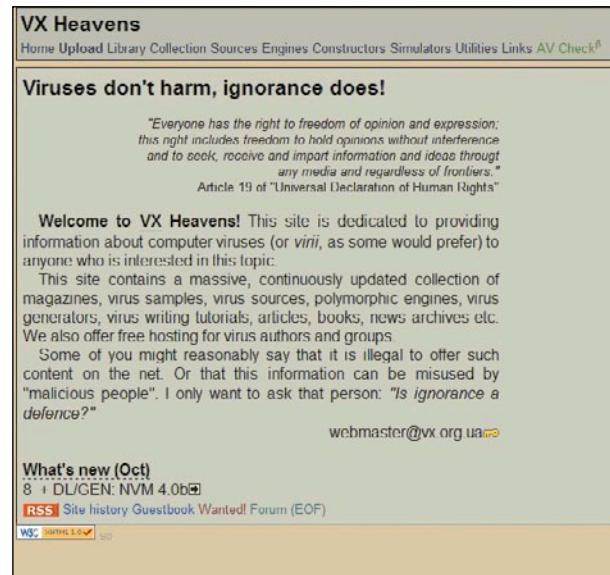 VX Heavens
Home Upload Library Collection Sources Engines Constructors Simulators Utilities Links AV Checkβ
Viruses don't harm, ignorance does!
"Everyone has the right to freedom of opinion and expression;
this right includes freedom to hold opinions without interference
and to seek, receive and impart information and ideas througt
any media and regardless of frontiers."
Article 19 of "Universal Declaration of Human Rights"
Welcome to VX Heavens! This site is dedicated to providing
information about computer viruses (or virii, as some would prefer) to
anyone who is interested in this topic.
This site contains a massive, continuously updated collection of
magazines, virus samples, virus sources, polymorphic engines, virus
generators, virus writing tutorials, articles, books, news archives etc.
We also offer free hosting for virus authors and groups.
Some of you might reasonably say that it is illegal to offer such
content on the net. Or that this information can be misused by
"malicious people". I only want to ask that person: "Is ignorance a
defence?"
webmaster@vx.org.ua
What's new (Oct)
8 + DL/GEN: NVM 4.0b
RSS Site history Guestbook Wanted! Forum (EOF)
W3C XHTML 1.0